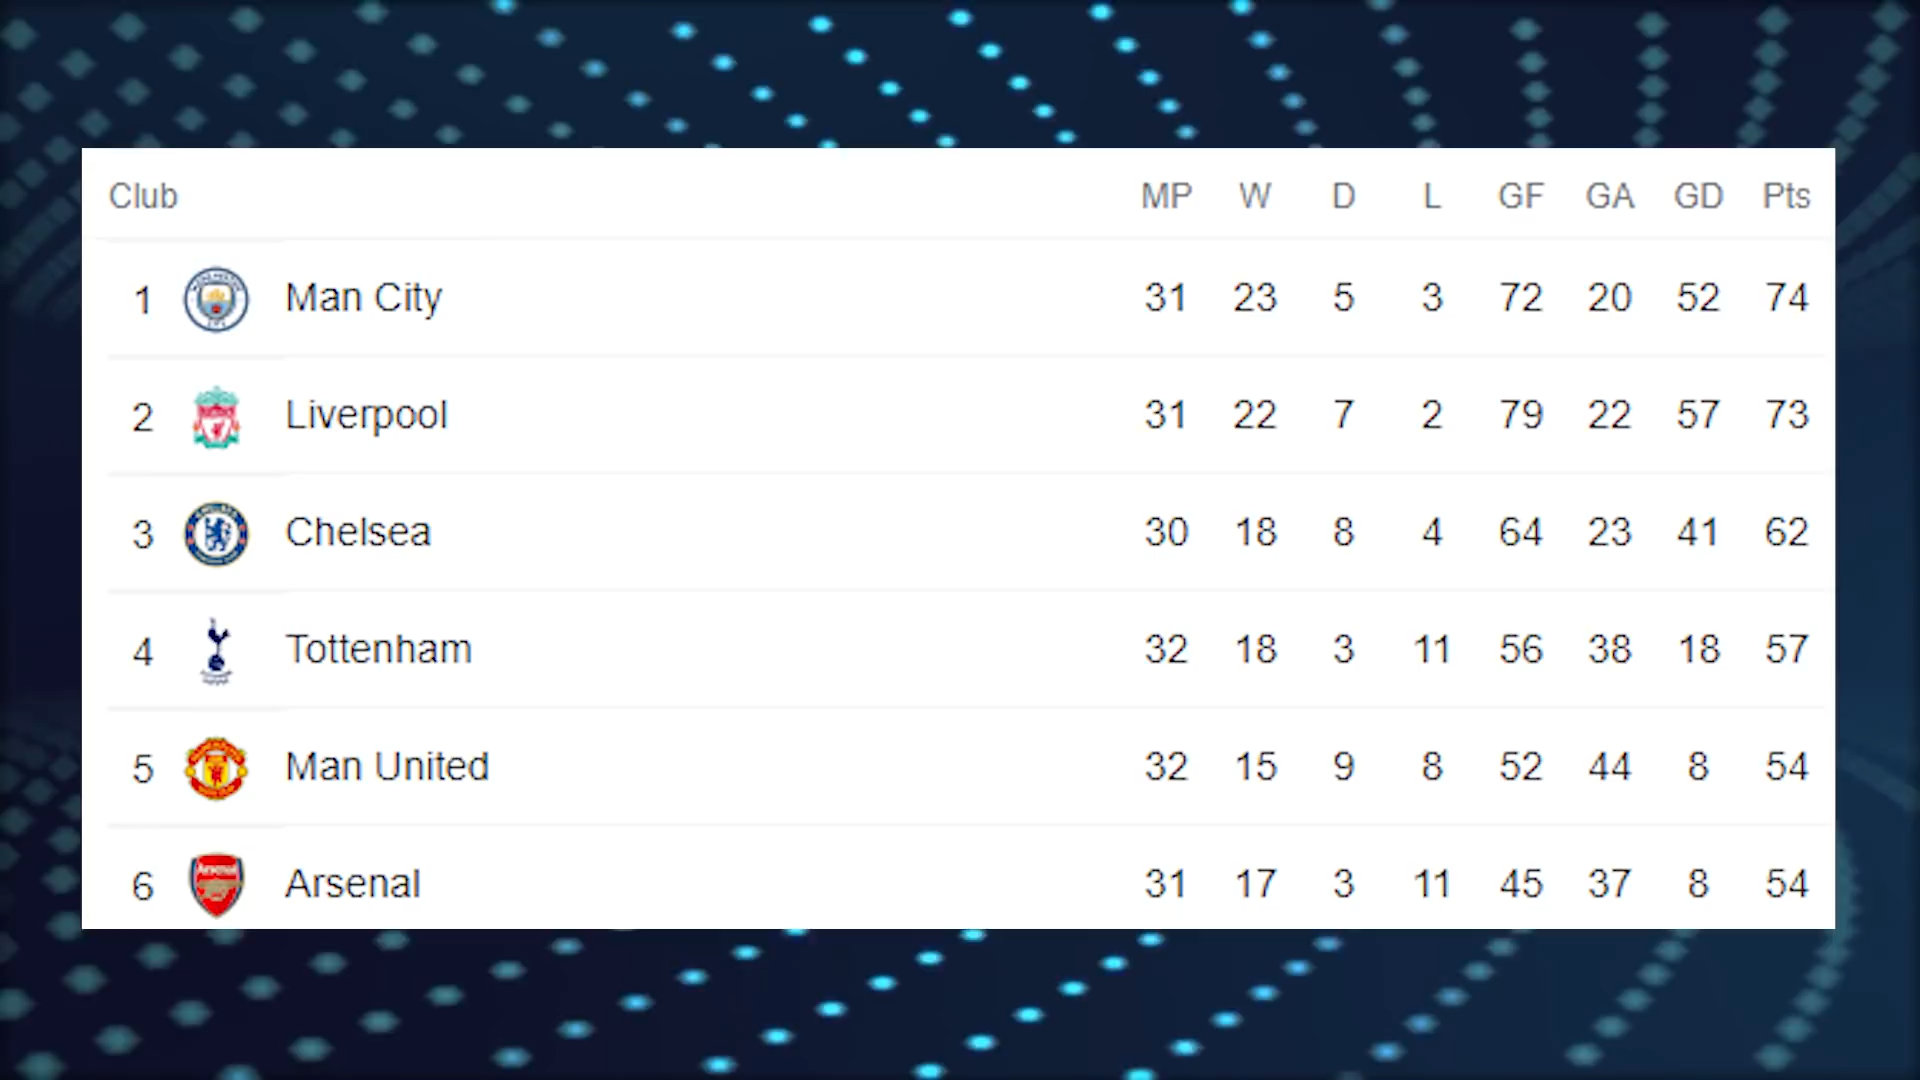 Club MP W D L GF GA GD Pts
1 Man City 31 23 5 3 72 20 52 74
2 Liverpool 31 22 7 2 79 22 57 73
3 Chelsea 30 18 8 4 64 23 41 62
4 Tottenham 32 18 3 11 56 38 18 57
5 Man United 32 15 9 8 52 44 8 54
6 Arsenal 31 17 3 11 45 37 8 54